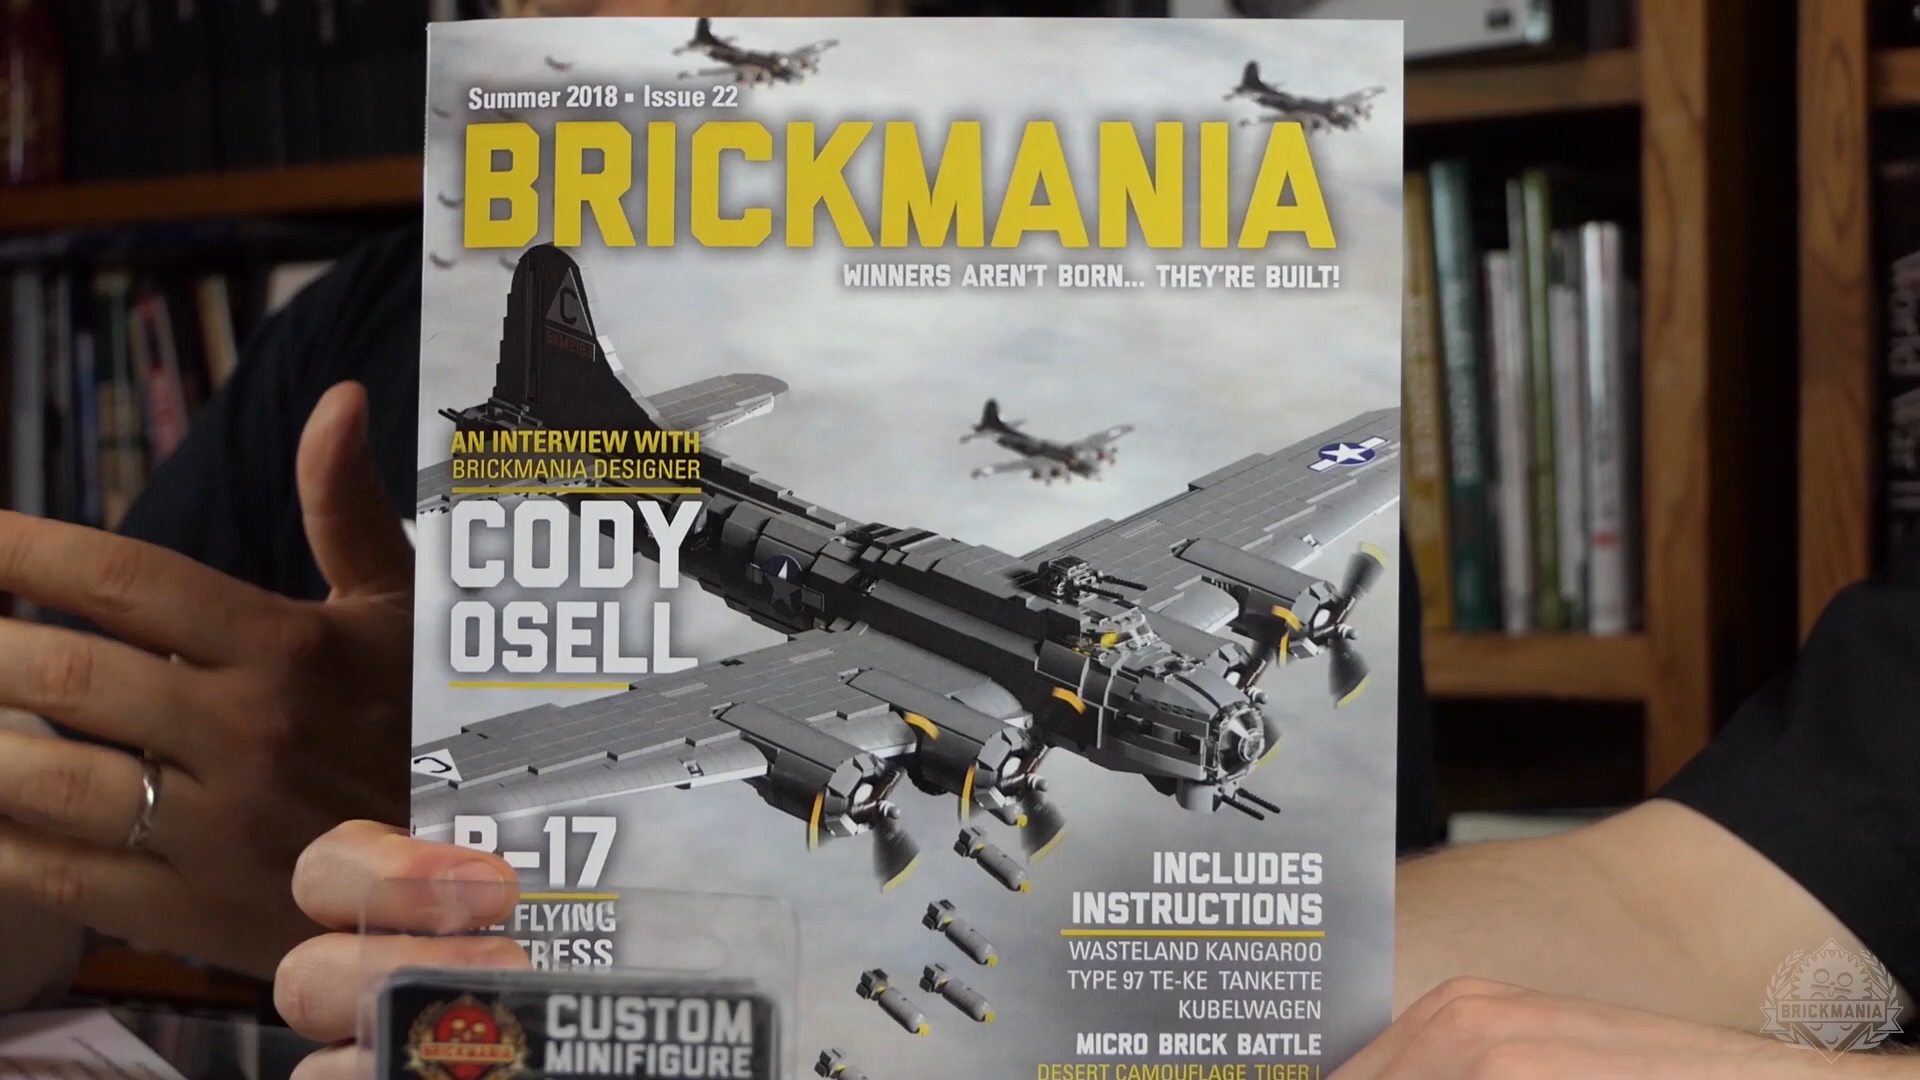 Summer 2018 ▪ Issue 22
BRICKMANIA
WINNERS AREN'T BORN... THEY'RE BUILT!
C
AN INTERVIEW WITH
BRICKMANIA DESIGNER
CODY
OSELL
B-17
FLYING
TRESS
INCLUDES
INSTRUCTIONS
WASTELAND KANGAROO
TYPE 97 TE-KE TANKETTE
KUBELWAGEN
MICRO BRICK BATTLE
DESERT CAMOUFLAGE TIGER I
BRICKMANIA
CUSTOM
MINIFIGURE
BRICKMANIA